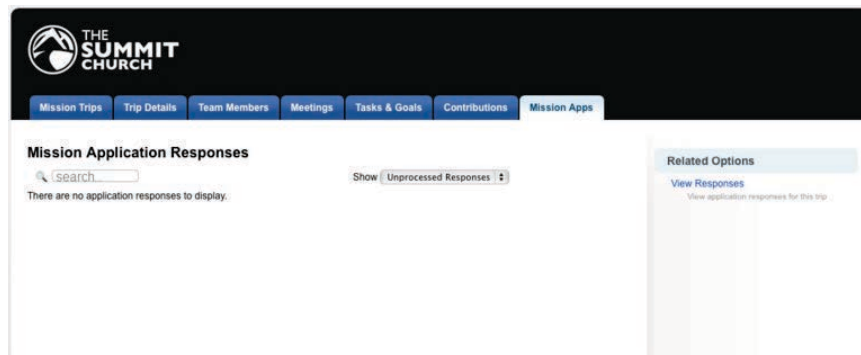 THE
SUMMIT
CHURCH
Mission Trips Trip Details Team Members Meetings Tasks & Goals Contributions Mission Apps
Mission Application Responses
search... Show Unprocessed Responses
There are no application responses to display.
Related Options
View Responses
View application responses for this trip